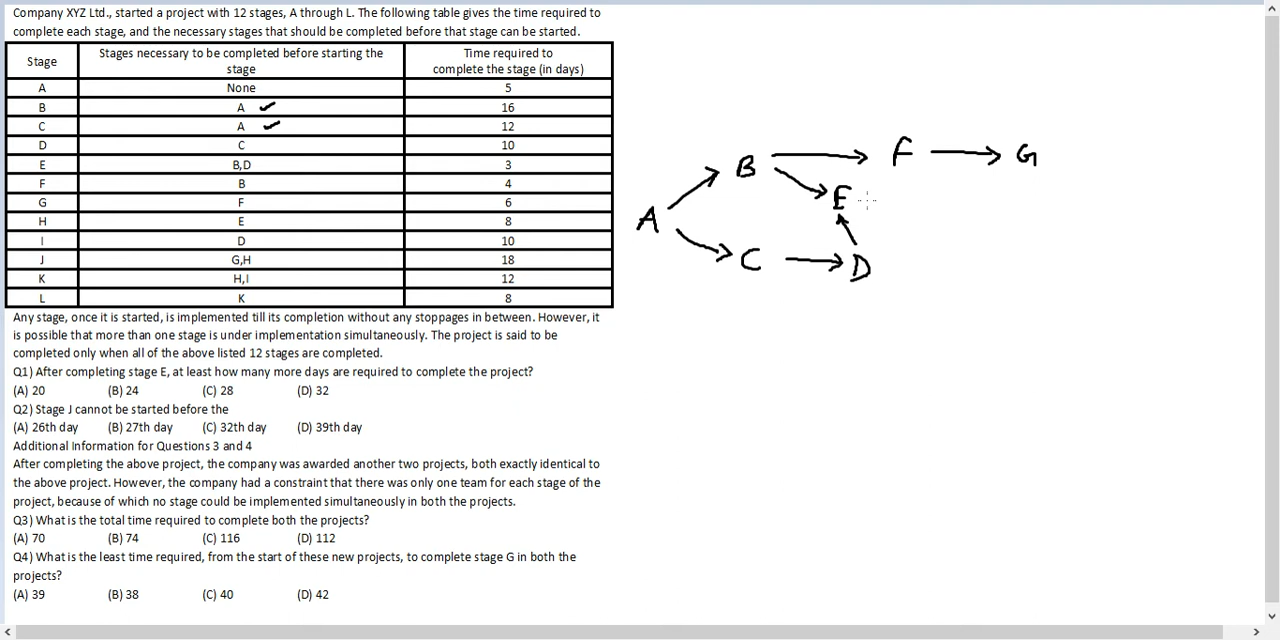 Company XYZ Ltd., started a project with 12 stages, A through L. The following table gives the time required to
complete each stage, and the necessary stages that should be completed before that stage can be started.
Stage Stages necessary to be completed before starting the stage Time required to complete the stage (in days)
A None 5
B A 16
C A 12
D C 10
E B,D 3
F B 4
G F 6
H E 8
I D 10
J G,H 18
K H,I 12
L K 8
Any stage, once it is started, is implemented till its completion without any stoppages in between. However, it
is possible that more than one stage is under implementation simultaneously. The project is said to be
completed only when all of the above listed 12 stages are completed.
Q1) After completing stage E, at least how many more days are required to complete the project?
(A) 20 (B) 24 (C) 28 (D) 32
Q2) Stage J cannot be started before the
(A) 26th day (B) 27th day (C) 32th day (D) 39th day
Additional Information for Questions 3 and 4
After completing the above project, the company was awarded another two projects, both exactly identical to
the above project. However, the company had a constraint that there was only one team for each stage of the
project, because of which no stage could be implemented simultaneously in both the projects.
Q3) What is the total time required to complete both the projects?
(A) 70 (B) 74 (C) 116 (D) 112
Q4) What is the least time required, from the start of these new projects, to complete stage G in both the
projects?
(A) 39 (B) 38 (C) 40 (D) 42
B F G
E
A
C D